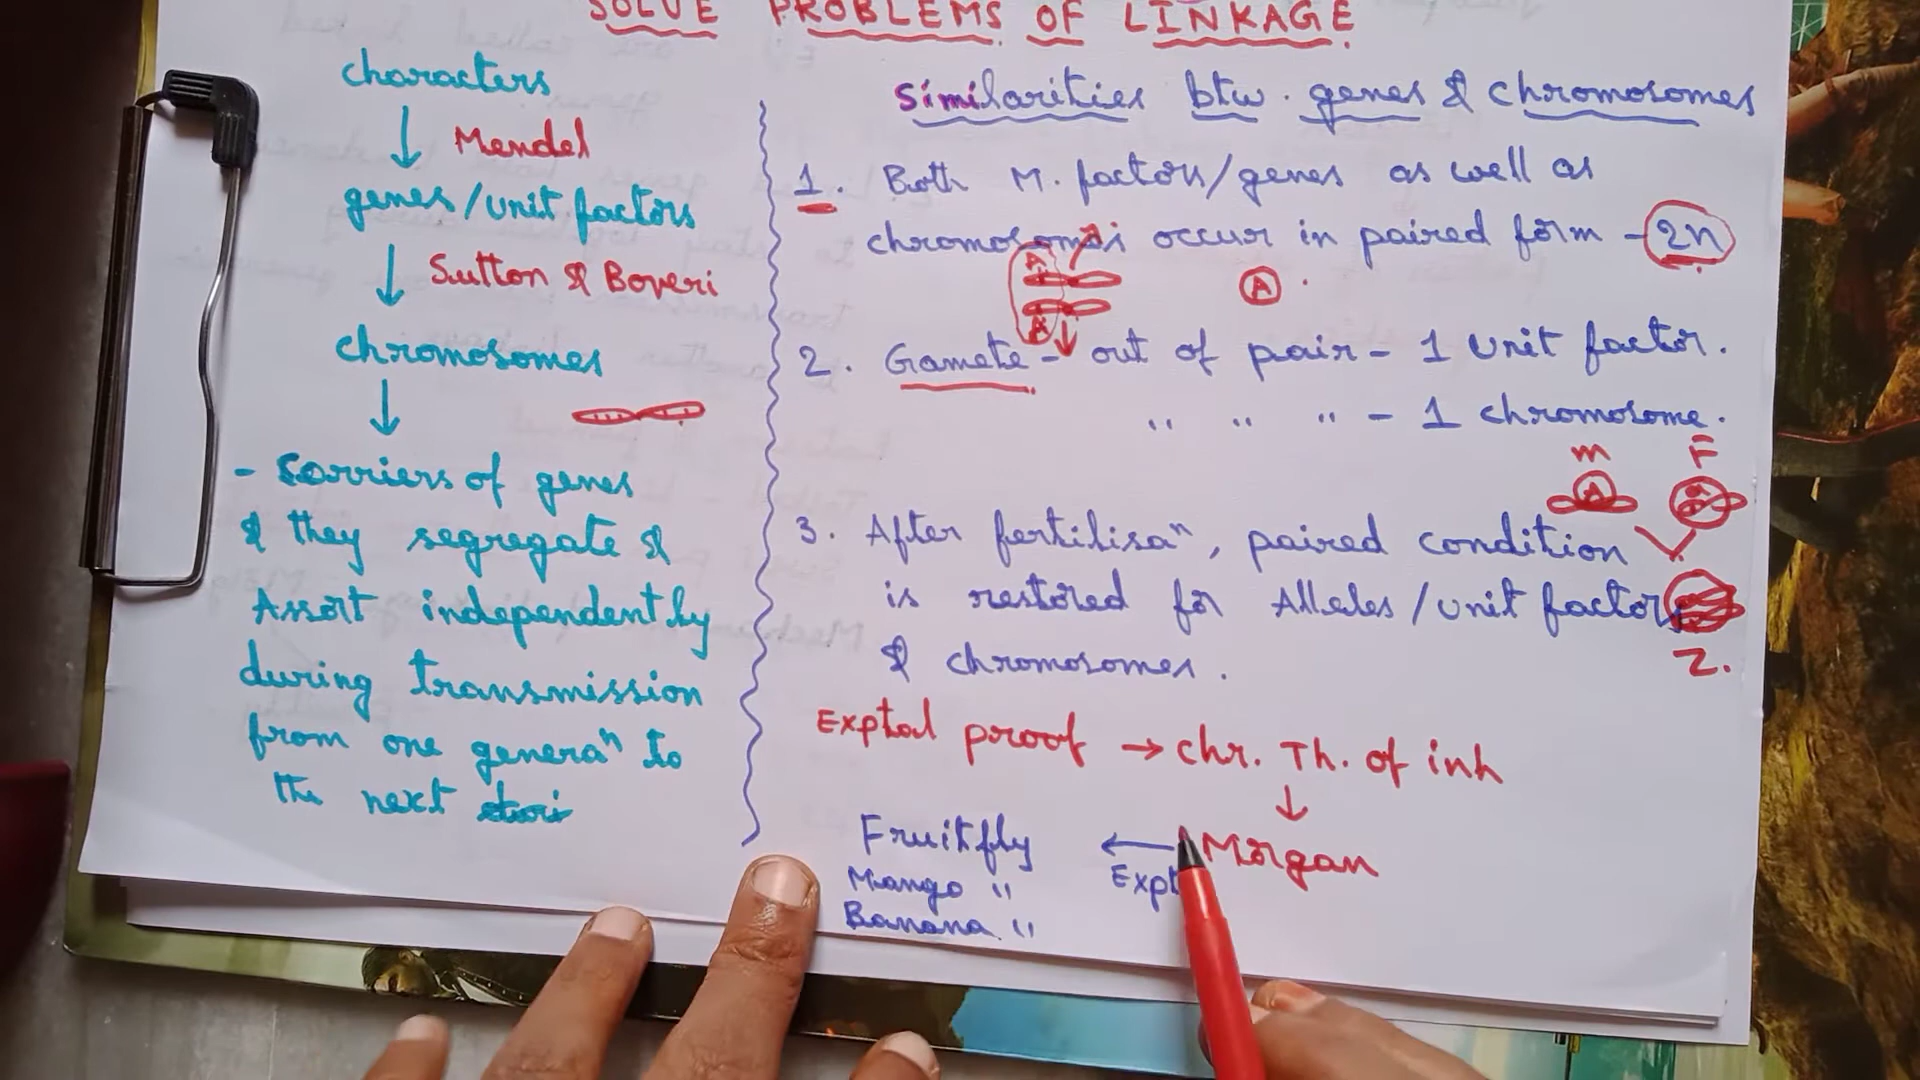 SOLVE PROBLEMS OF LINKAGE
characters
Mendel
genes/unit factors
Sutton & Boveri
chromosomes
- Carriers of genes
& they segregate &
Assort independently
during transmission
from one generaⁿ to
the next
Similarities btw. genes & chromosomes
1. Both M. factors/genes as well as
chromosomes occur in paired form - 2n
A
A
2. Gamete - out of pair - 1 unit factor.
" " " - 1 chromosome.
m F
A
3. After fertilisaⁿ, paired condition
is restored for Alleles/unit factors
& chromosomes.
Z.
Exptal proof → chr. Th. of inh
Morgan
Expt
Fruitfly
Mango "
Banana "